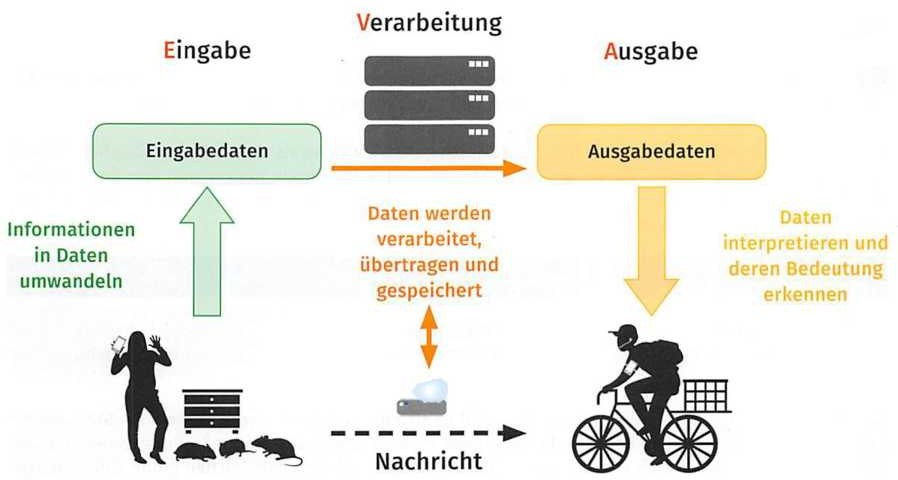 Eingabe
Verarbeitung
Ausgabe
Eingabedaten
Ausgabedaten
Informationen
in Daten
umwandeln
Daten werden
verarbeitet,
übertragen und
gespeichert
Daten
interpretieren und
deren Bedeutung
erkennen
Nachricht